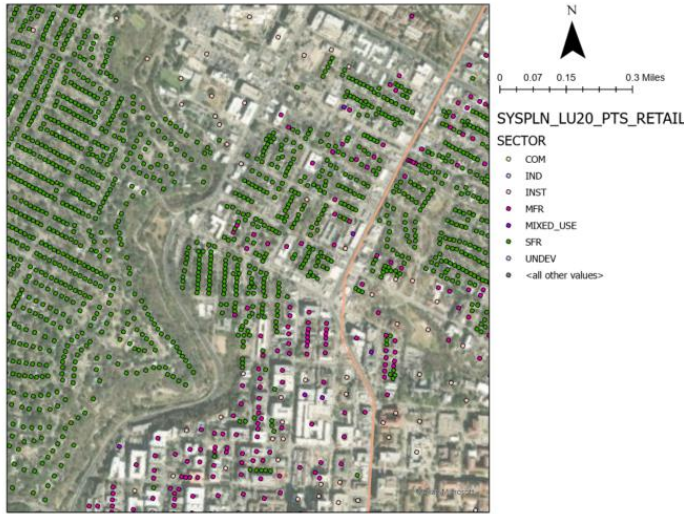 N
0 0.07 0.15 0.3 Miles
SYSPLN_LU20_PTS_RETAIL
SECTOR
COM
IND
INST
MFR
MIXED_USE
SFR
UNDEV
<all other values>